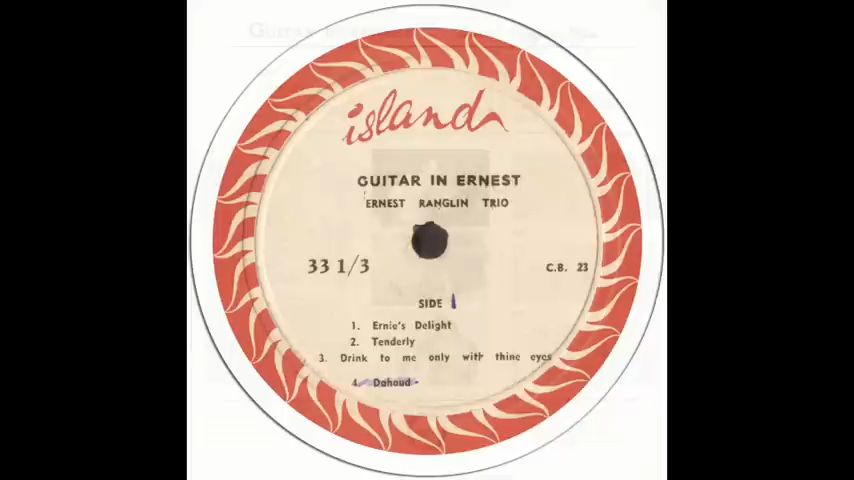 island
GUITAR IN ERNEST
ERNEST RANGLIN TRIO
33 1/3
C.B. 23
SIDE 1
1. Ernie's Delight
2. Tenderly
3. Drink to me only with thine eyes
4. Dahoud